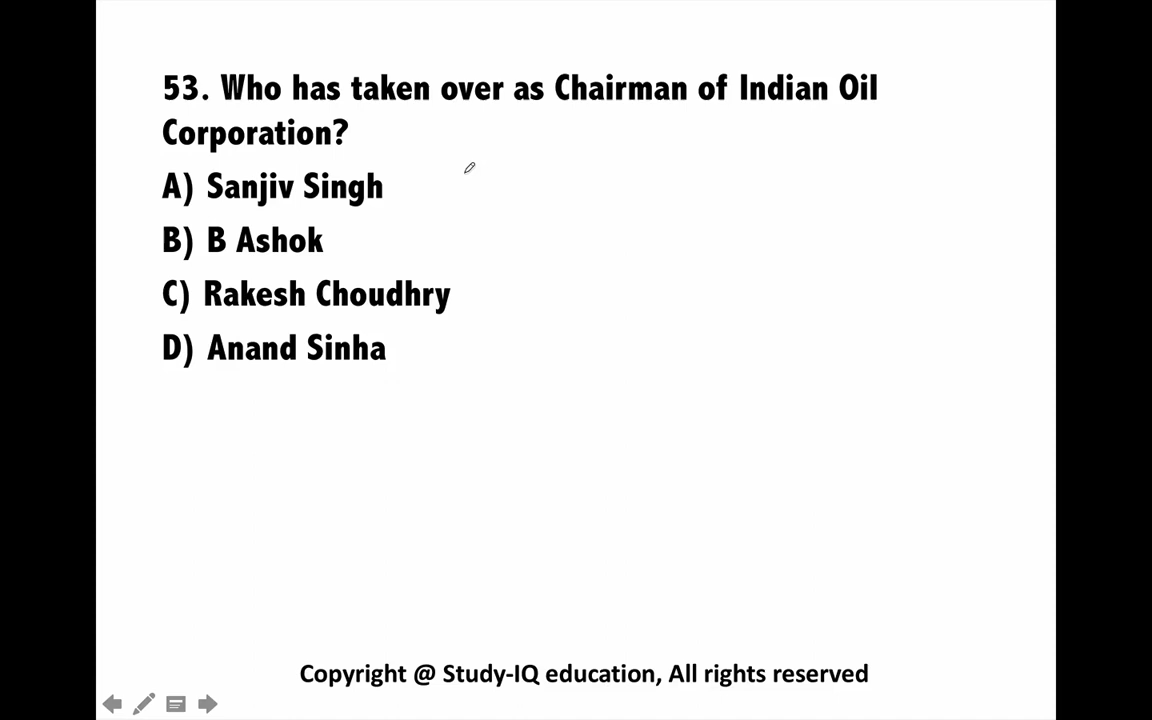 53. Who has taken over as Chairman of Indian Oil
Corporation?
A) Sanjiv Singh
B) B Ashok
C) Rakesh Choudhry
D) Anand Sinha
Copyright @ Study-IQ education, All rights reserved